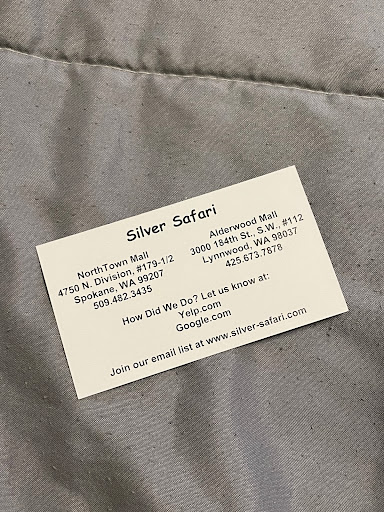 Silver Safari
NorthTown Mall
4750 N. Division, #179-1/2
Spokane, WA 99207
509.482.3435
Alderwood Mall
3000 184th St., S.W., #112
Lynnwood, WA 98037
425.673.7878
How Did We Do? Let us know at:
Yelp.com
Google.com
Join our email list at www.silver-safari.com